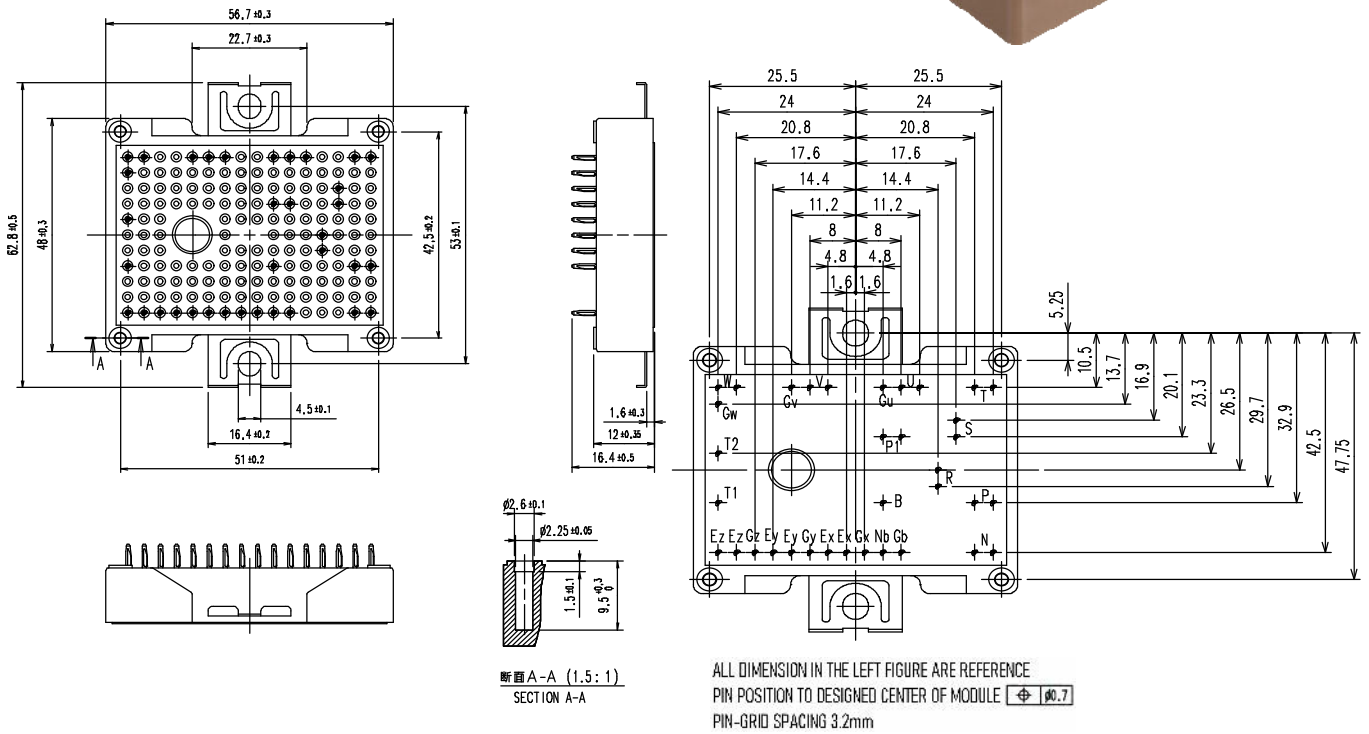 56.7 ±0.3
22.7 ±0.3
62.8 ±0.5
48 ±0.3
42.5 ±0.2
53 ±0.1
A A
4.5 ±0.1
16.4 ±0.2
51 ±0.2
1.6 ±0.3
12 ±0.35
16.4 ±0.5
ø2.6 ±0.1
ø2.25 ±0.05
1.5 ±0.1
9.5 +0.3 0
断面A-A (1.5:1)
SECTION A-A
25.5 25.5
24 24
20.8 20.8
17.6 17.6
14.4 14.4
11.2 11.2
8 8
4.8 4.8
1.6 1.6
5.25
10.5
13.7
16.9
20.1
23.3
26.5
29.7
32.9
42.5
47.75
W V U T
Gv Gu
Gw
S
P1
T2
R
T1 B P
Ez Ez Gz Ey Ey Gy Ex Ex Gx Nb Gb N
ALL DIMENSION IN THE LEFT FIGURE ARE REFERENCE
PIN POSITION TO DESIGNED CENTER OF MODULE ⌖ ø0.7
PIN-GRID SPACING 3.2mm